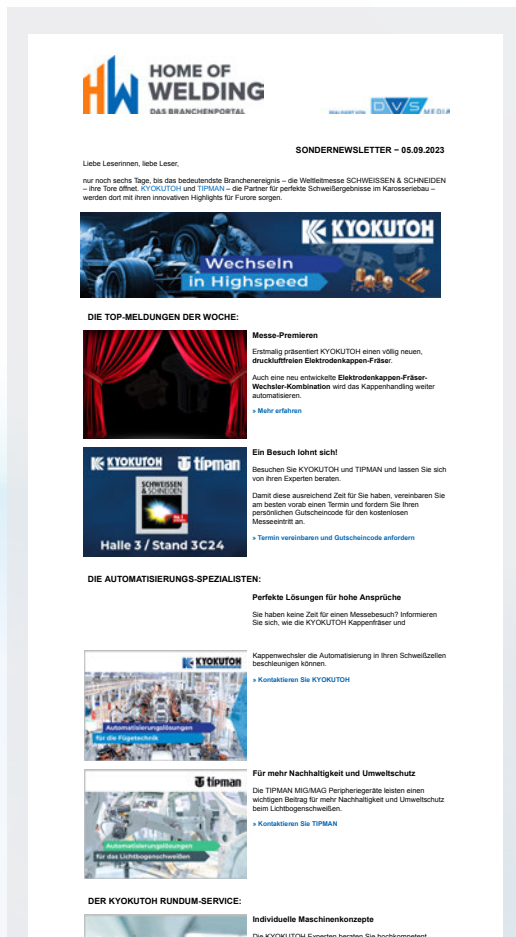 HOME OF
WELDING
DAS BRANCHENPORTAL
REALISIERT VON DVS MEDIA
SONDERNEWSLETTER – 05.09.2023
Liebe Leserinnen, liebe Leser,
nur noch sechs Tage, bis das bedeutendste Branchenereignis – die Weltleitmesse SCHWEISSEN & SCHNEIDEN
– ihre Tore öffnet. KYOKUTOH und TIPMAN – die Partner für perfekte Schweißergebnisse im Karosseriebau –
werden dort mit ihren innovativen Highlights für Furore sorgen.
KYOKUTOH
Wechseln
in Highspeed
DIE TOP-MELDUNGEN DER WOCHE:
Messe-Premieren
Erstmalig präsentiert KYOKUTOH einen völlig neuen,
druckluftfreien Elektrodenkappen-Fräser.
Auch eine neu entwickelte Elektrodenkappen-Fräser-
Wechsler-Kombination wird das Kappenhandling weiter
automatisieren.
» Mehr erfahren
KYOKUTOH tipman
SCHWEISSEN
& SCHNEIDEN
Halle 3 / Stand 3C24
Ein Besuch lohnt sich!
Besuchen Sie KYOKUTOH und TIPMAN und lassen Sie sich
von ihren Experten beraten.
Damit diese ausreichend Zeit für Sie haben, vereinbaren Sie
am besten vorab einen Termin und fordern Sie Ihren
persönlichen Gutscheincode für den kostenlosen
Messeeintritt an.
» Termin vereinbaren und Gutscheincode anfordern
DIE AUTOMATISIERUNGS-SPEZIALISTEN:
Perfekte Lösungen für hohe Ansprüche
Sie haben keine Zeit für einen Messebesuch? Informieren
Sie sich, wie die KYOKUTOH Kappenfräser und
Kappenwechsler die Automatisierung in Ihren Schweißzellen
beschleunigen können.
» Kontaktieren Sie KYOKUTOH
KYOKUTOH
Automatisierungslösungen
für die Fügetechnik
tipman
Automatisierungslösungen
für das Lichtbogenschweißen
Für mehr Nachhaltigkeit und Umweltschutz
Die TIPMAN MIG/MAG Peripheriegeräte leisten einen
wichtigen Beitrag für mehr Nachhaltigkeit und Umweltschutz
beim Lichtbogenschweißen.
» Kontaktieren Sie TIPMAN
DER KYOKUTOH RUNDUM-SERVICE:
Individuelle Maschinenkonzepte
Die KYOKUTOH Experten beraten Sie hochkompetent